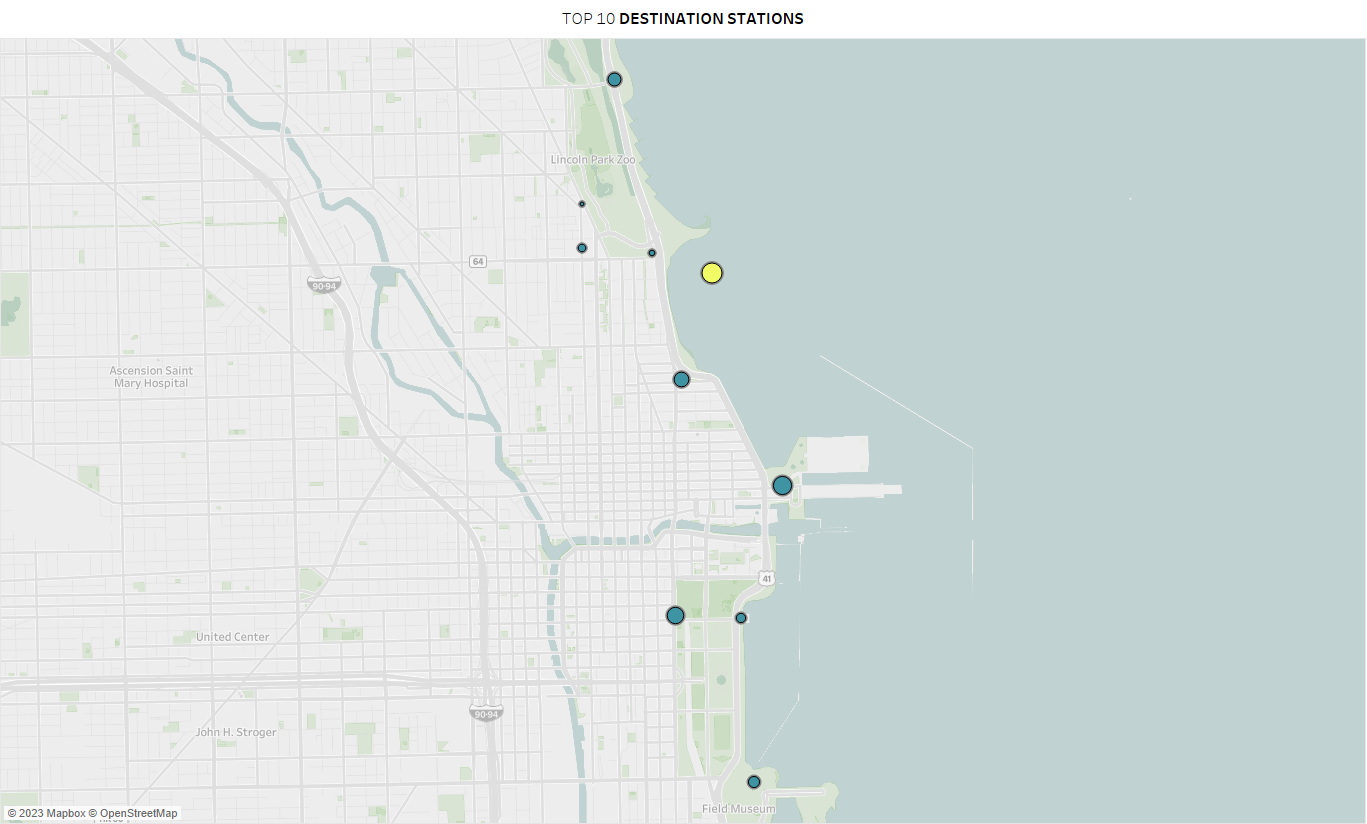 TOP 10 DESTINATION STATIONS
Lincoln Park Zoo
64
90-94
Ascension Saint
Mary Hospital
41
United Center
90-94
John H. Stroger
Field Museum
© 2023 Mapbox © OpenStreetMap